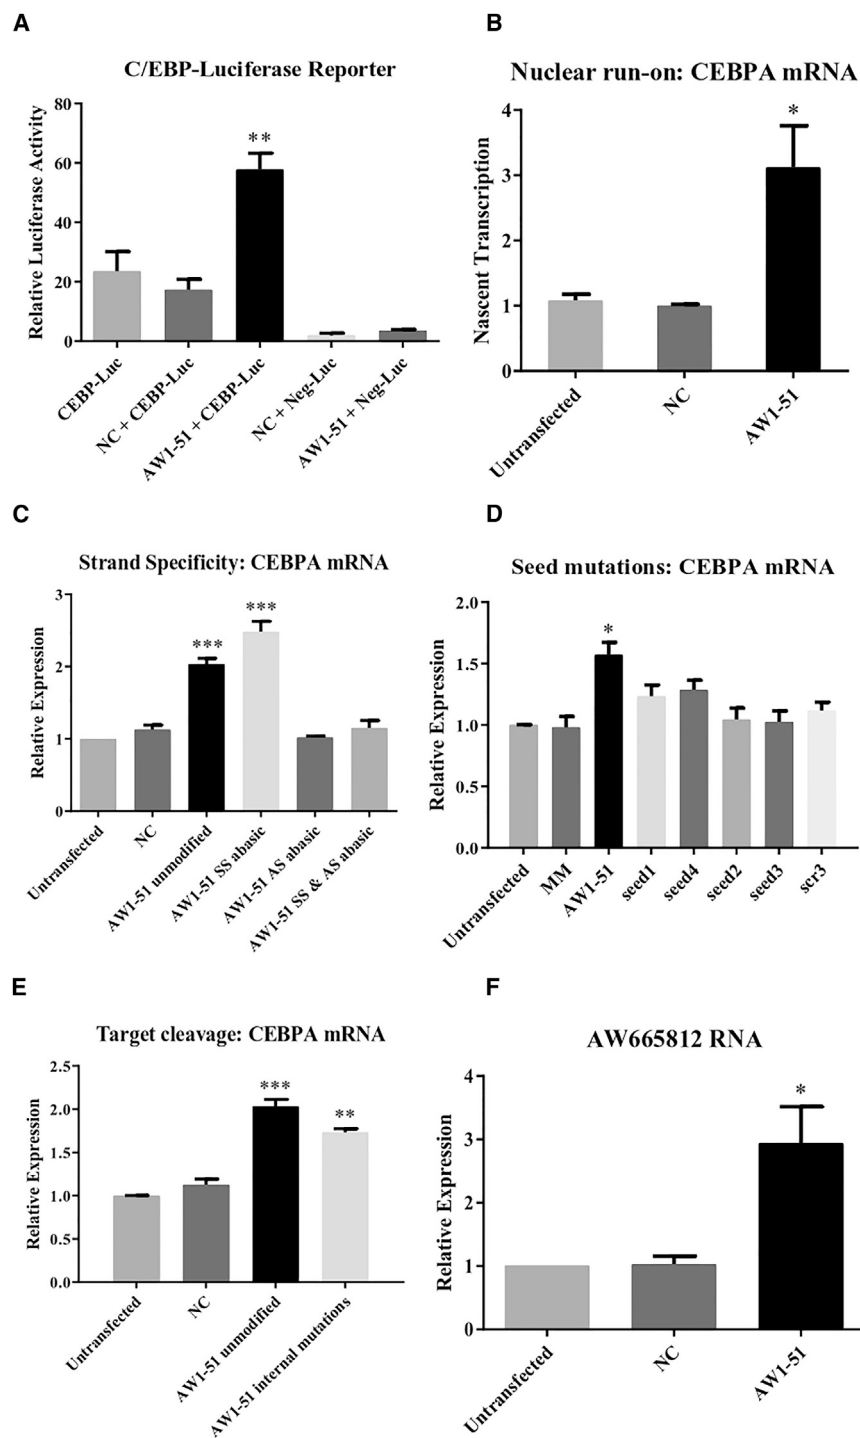 A
C/EBP-Luciferase Reporter
Relative Luciferase Activity
80
60
40
20
0
**
CEBP-Luc
NC + CEBP-Luc
AW1-51 + CEBP-Luc
NC + Neg-Luc
AW1-51 + Neg-Luc
B
Nuclear run-on: CEBPA mRNA
Nascent Transcription
4
3
2
1
0
*
Untransfected
NC
AW1-51
C
Strand Specificity: CEBPA mRNA
Relative Expression
3
2
1
0
***
***
Untransfected
NC
AW1-51 unmodified
AW1-51 SS abasic
AW1-51 AS abasic
AW1-51 SS & AS abasic
D
Seed mutations: CEBPA mRNA
Relative Expression
2.0
1.5
1.0
0.5
0.0
*
Untransfected
MM
AW1-51
seed1
seed4
seed2
seed3
scr3
E
Target cleavage: CEBPA mRNA
Relative Expression
2.5
2.0
1.5
1.0
0.5
0.0
***
**
Untransfected
NC
AW1-51 unmodified
AW1-51 internal mutations
F
AW665812 RNA
Relative Expression
4
3
2
1
0
*
Untransfected
NC
AW1-51